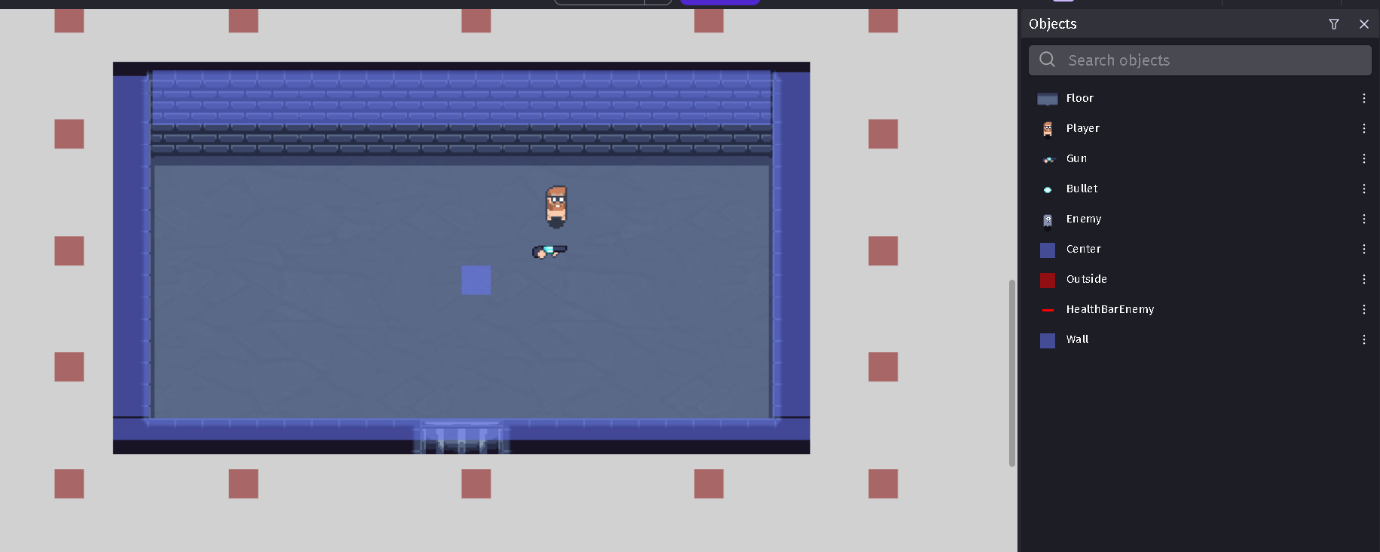 Objects
Search objects
Floor
Player
Gun
Bullet
Enemy
Center
Outside
HealthBarEnemy
Wall